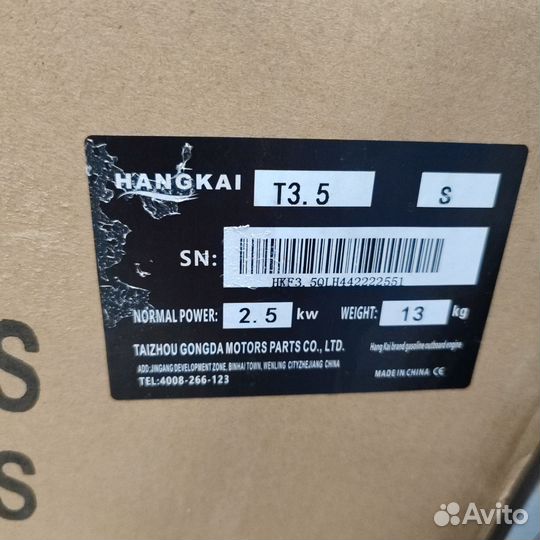 HANGKAI T3.5 S
SN:
HKF3.5QLH442222551
NORMAL POWER: 2.5 kw WEIGHT: 13 kg
TAIZHOU GONGDA MOTORS PARTS CO., LTD. Hang Kai brand gasoline outboard engine
ADD:JINGANG DEVELOPMENT ZONE, BINHAI TOWN, WENLING CITYZHEJIANG CHINA
TEL:4008-266-123 MADE IN CHINA CE
S
S
Avito